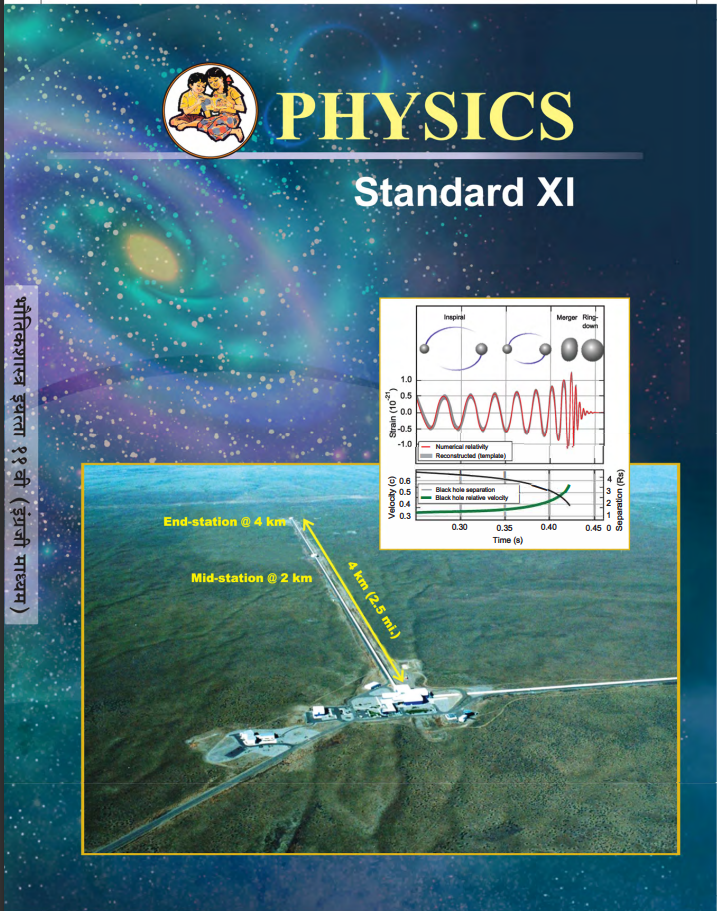 PHYSICS
Standard XI
भौतिकशास्त्र इयत्ता ११ वी (इंग्रजी माध्यम)
Inspiral
Merger Ring-
down
1.0
0.5
0.0
-0.5
-1.0
Strain (10⁻²¹)
Numerical relativity
Reconstructed (template)
0.6
0.5
0.4
0.3
Velocity (c)
Black hole separation
Black hole relative velocity
4
3
2
1
0
Separation (Rs)
0.30 0.35 0.40 0.45
Time (s)
End-station @ 4 km
Mid-station @ 2 km
4 km (2.5 mi.)